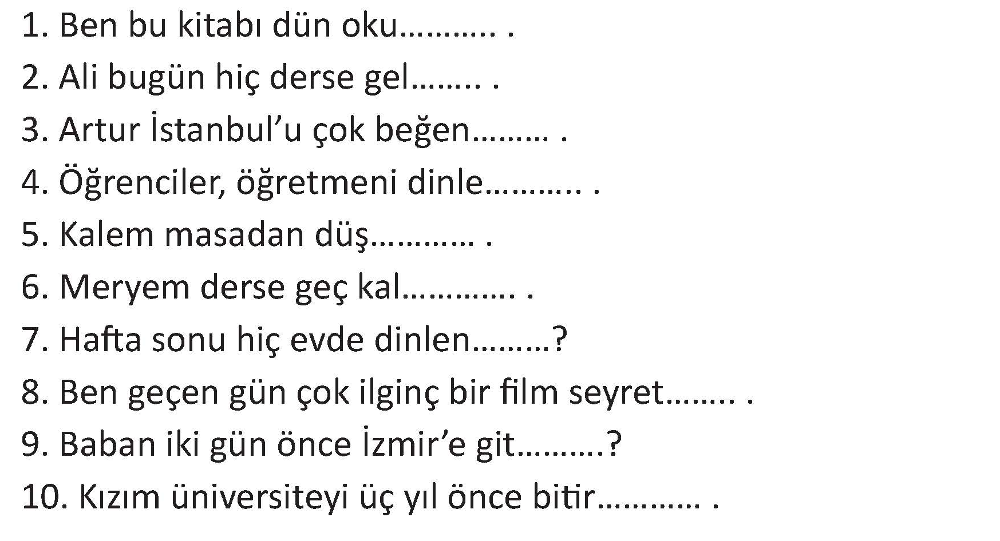 1. Ben bu kitabı dün oku........... .
2. Ali bugün hiç derse gel........ .
3. Artur İstanbul’u çok beğen......... .
4. Öğrenciler, öğretmeni dinle........... .
5. Kalem masadan düş............ .
6. Meryem derse geç kal............. .
7. Hafta sonu hiç evde dinlen.........?
8. Ben geçen gün çok ilginç bir film seyret........ .
9. Baban iki gün önce İzmir’e git..........?
10. Kızım üniversiteyi üç yıl önce bitir............ .